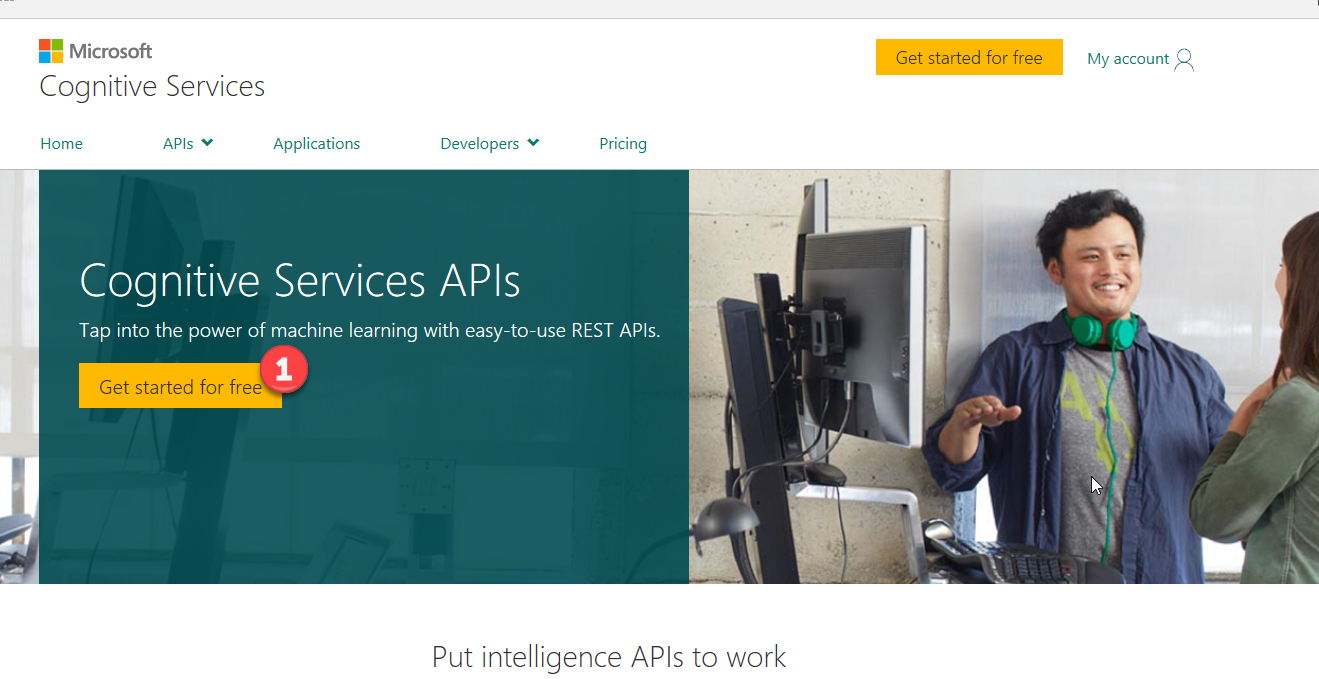 Microsoft
Cognitive Services
Get started for free
My account
Home APIs Applications Developers Pricing
Cognitive Services APIs
Tap into the power of machine learning with easy-to-use REST APIs.
Get started for free
1
Put intelligence APIs to work